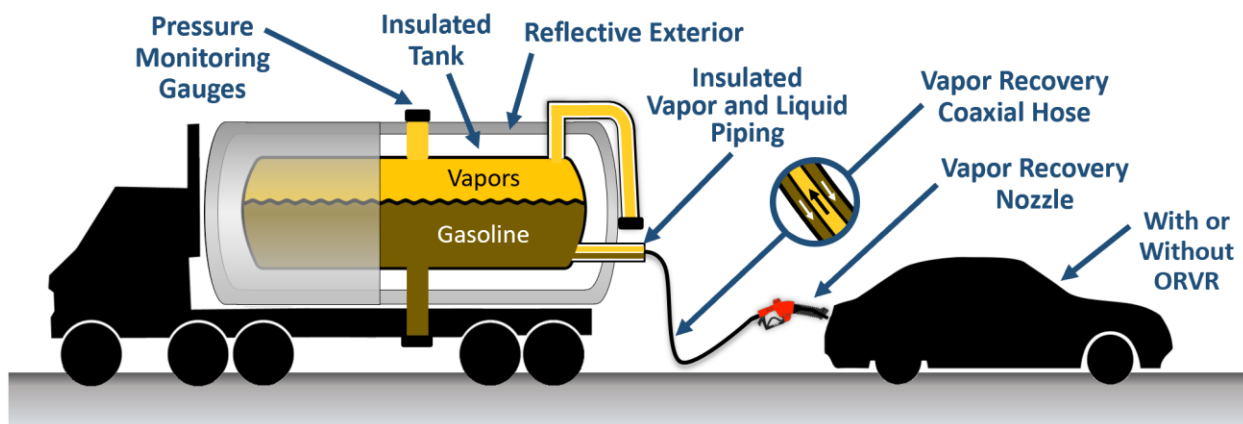 Pressure
Monitoring
Gauges
Insulated
Tank
Reflective Exterior
Insulated
Vapor and Liquid
Piping
Vapor Recovery
Coaxial Hose
Vapor Recovery
Nozzle
With or
Without
ORVR
Vapors
Gasoline